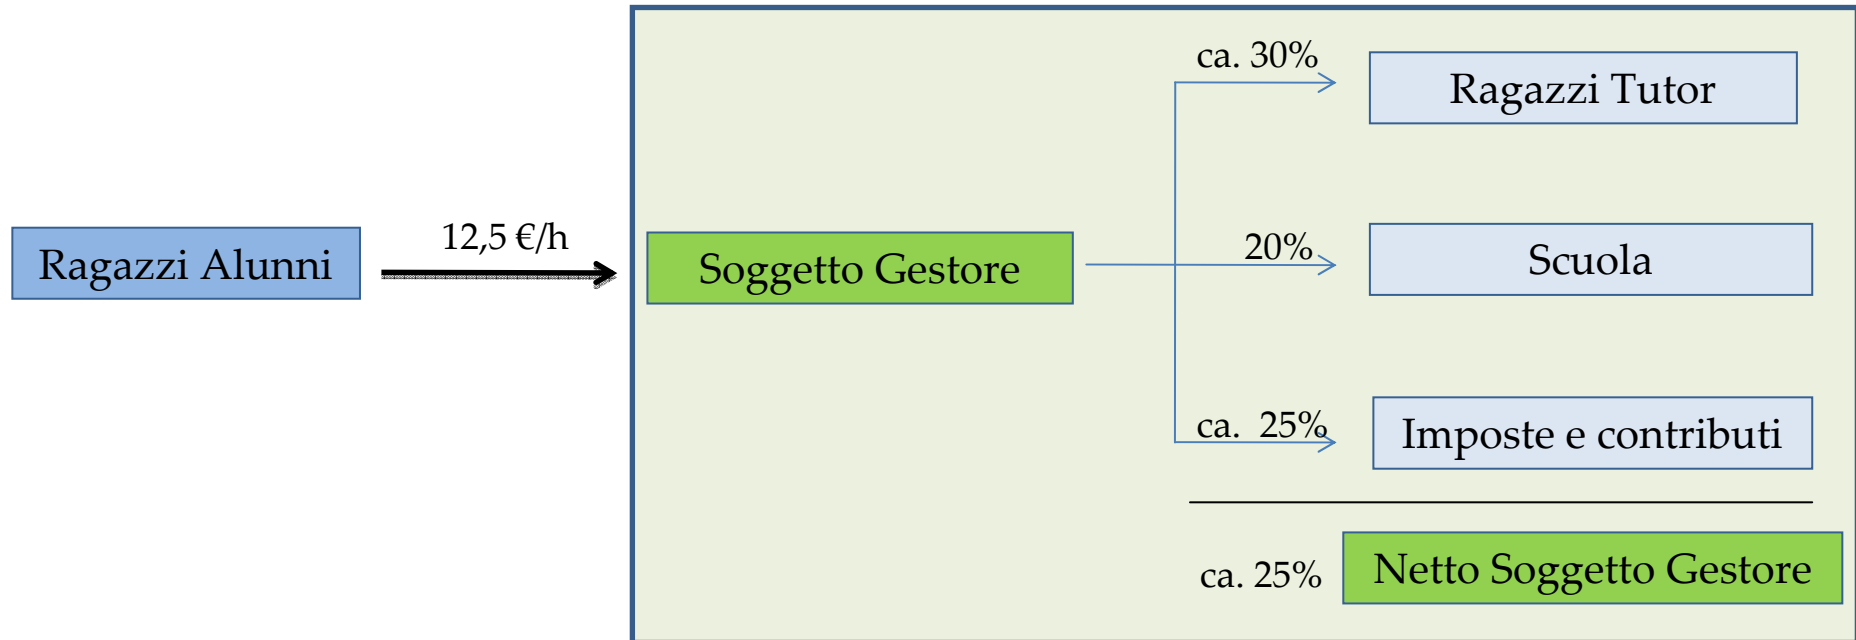 Ragazzi Alunni
12,5 €/h
Soggetto Gestore
ca. 30%
Ragazzi Tutor
20%
Scuola
ca. 25%
Imposte e contributi
ca. 25%
Netto Soggetto Gestore